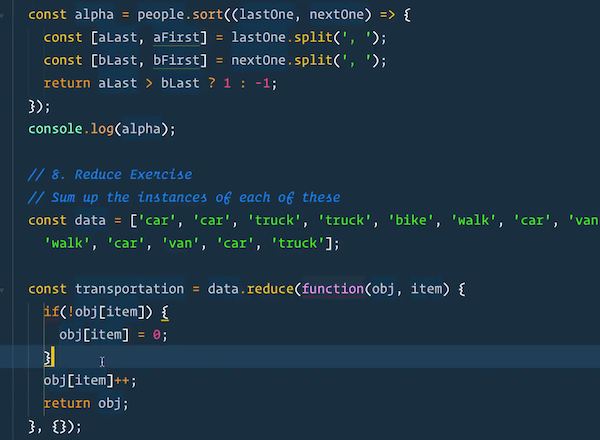 const alpha = people.sort((lastOne, nextOne) => {
const [aLast, aFirst] = lastOne.split(', ');
const [bLast, bFirst] = nextOne.split(', ');
return aLast > bLast ? 1 : -1;
});
console.log(alpha);
// 8. Reduce Exercise
// Sum up the instances of each of these
const data = ['car', 'car', 'truck', 'truck', 'bike', 'walk', 'car', 'van
'walk', 'car', 'van', 'car', 'truck'];
const transportation = data.reduce(function(obj, item) {
if(!obj[item]) {
obj[item] = 0;
}
obj[item]++;
return obj;
}, {});